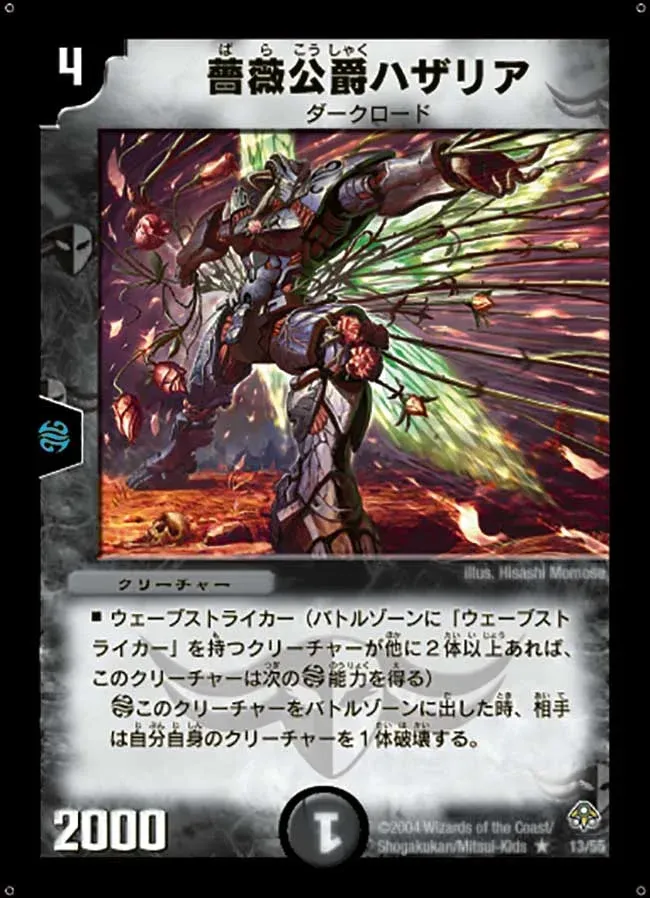 4
ばら こうしゃく
薔薇公爵ハザリア
ダークロード
illus. Hisashi Momose
クリーチャー
■ ウェーブストライカー（バトルゾーンに「ウェーブスト
ライカー」を持つクリーチャーが他に２体以上あれば、
このクリーチャーは次の能力を得る）
このクリーチャーをバトルゾーンに出した時、相手
は自分自身のクリーチャーを１体破壊する。
2000
1
©2004 Wizards of the Coast/
Shogakukan/Mitsui-Kids ★ 13/55